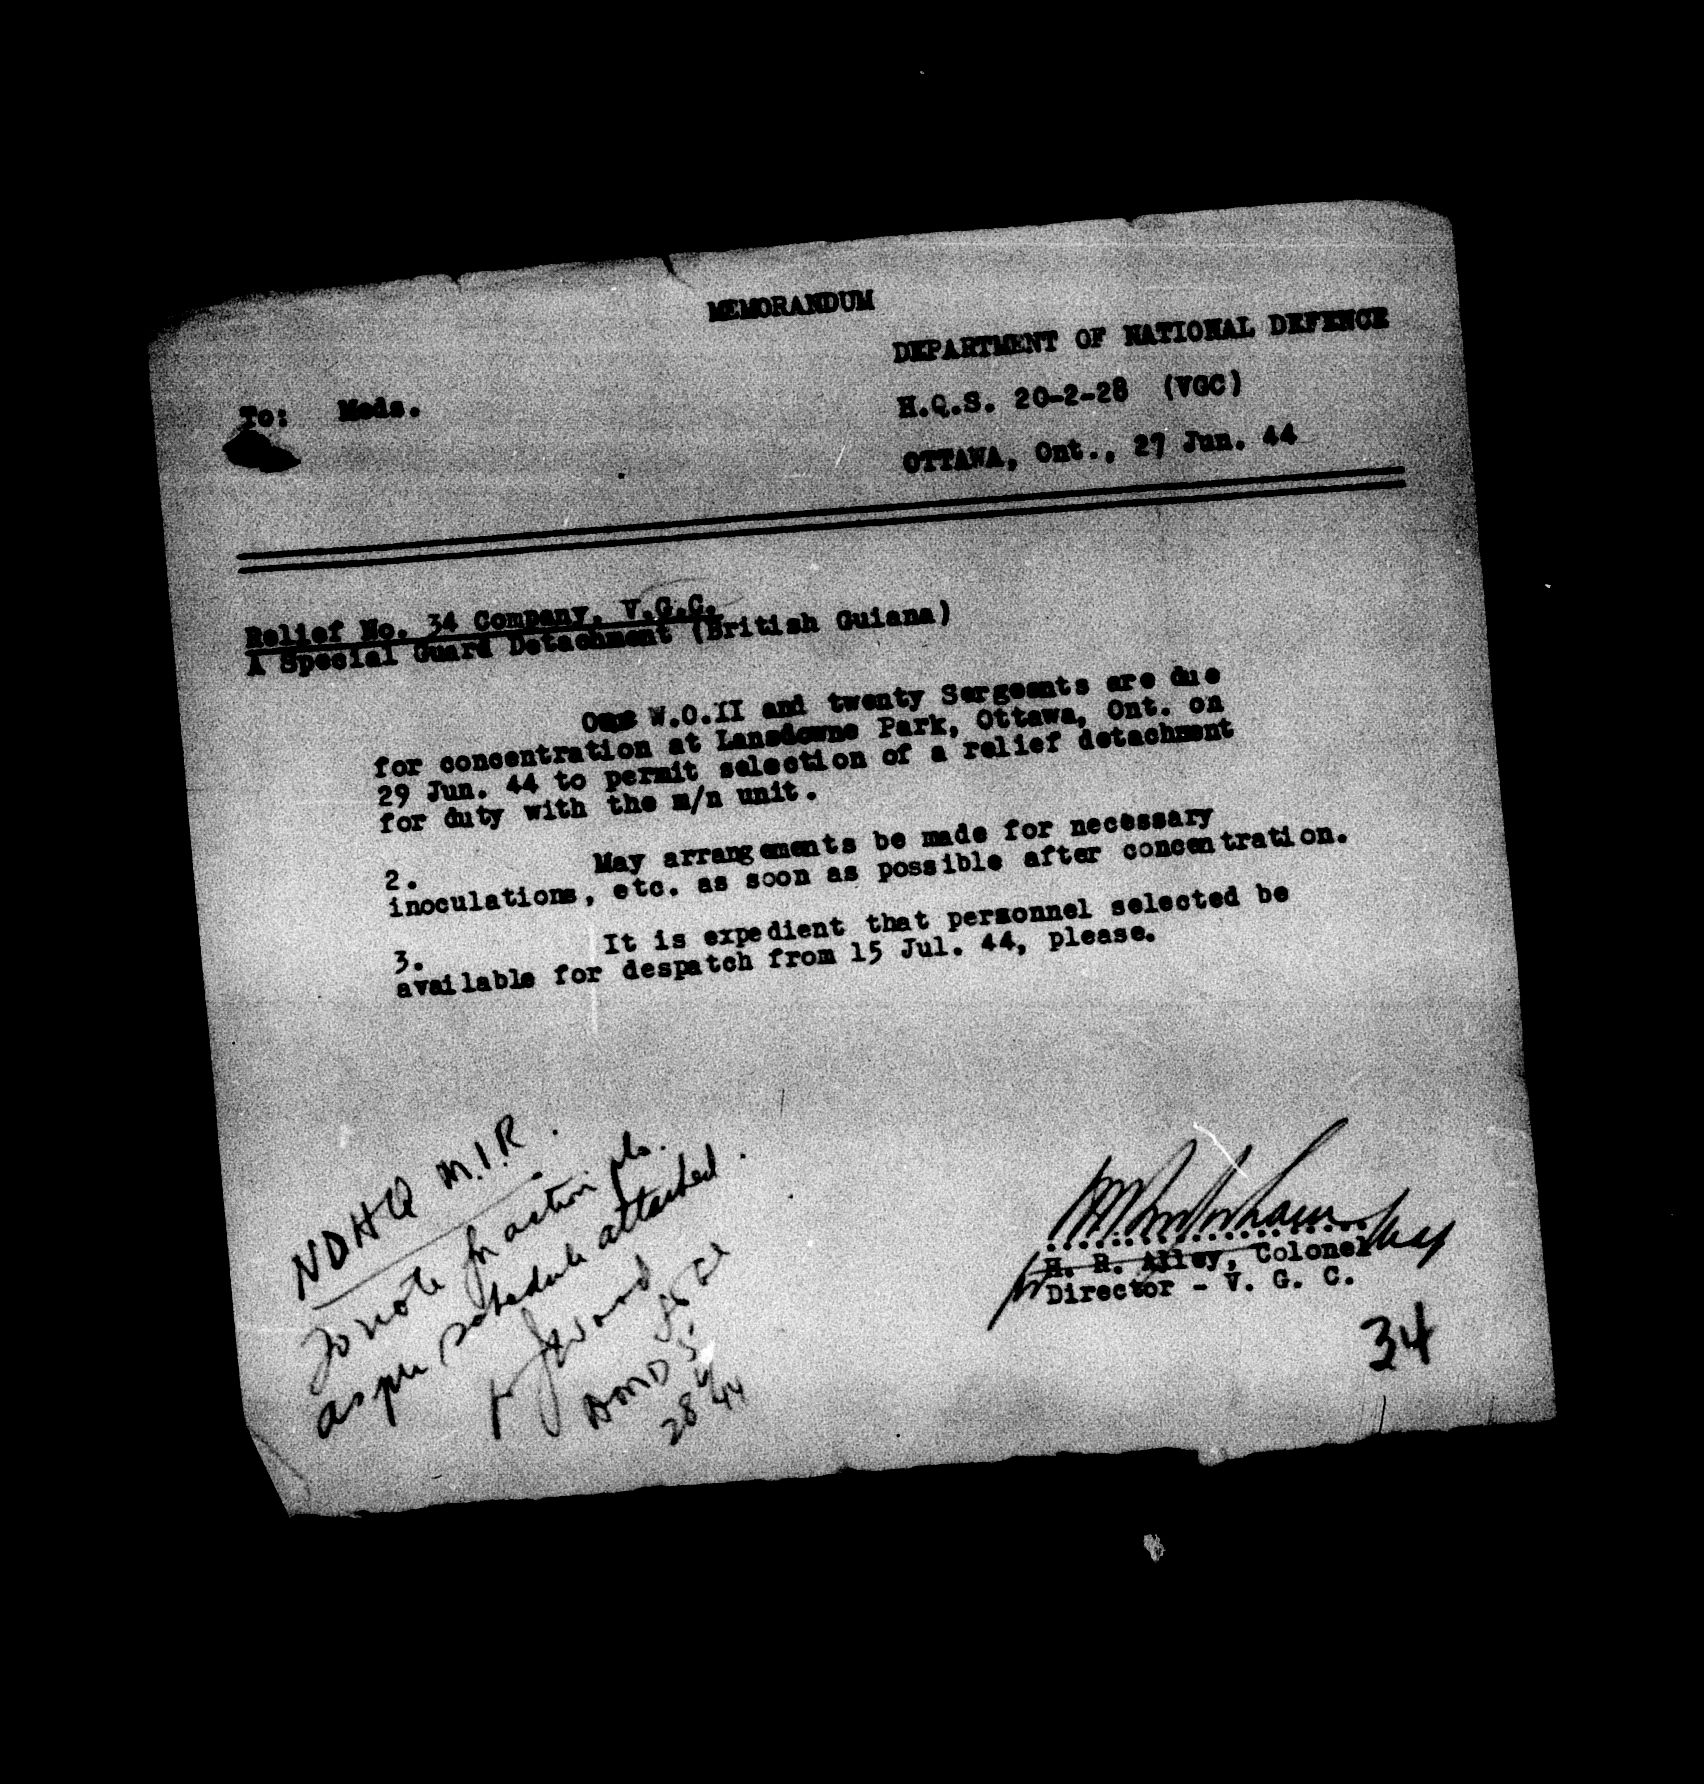 MEMORANDUM
DEPARTMENT OF NATIONAL DEFENCE
To: Meds.
H.Q.S. 20-2-28 (VGC)
OTTAWA, Ont., 27 Jun. 44
Relief No. 34 Company, V.G.C.
A Special Guard Detachment (British Guiana)
One W.O.II and twenty Sergeants are due
for concentration at Lansdowne Park, Ottawa, Ont. on
29 Jun. 44 to permit selection of a relief detachment
for duty with the m/n unit.
2. May arrangements be made for necessary
inoculations, etc. as soon as possible after concentration.
3. It is expedient that personnel selected be
available for despatch from 15 Jul. 44, please.
NDHQ M.I.R.
To note for action pls.
as per schedule attached.
28 44
H. R. Alley, Colonel
Director - V. G. C.
34